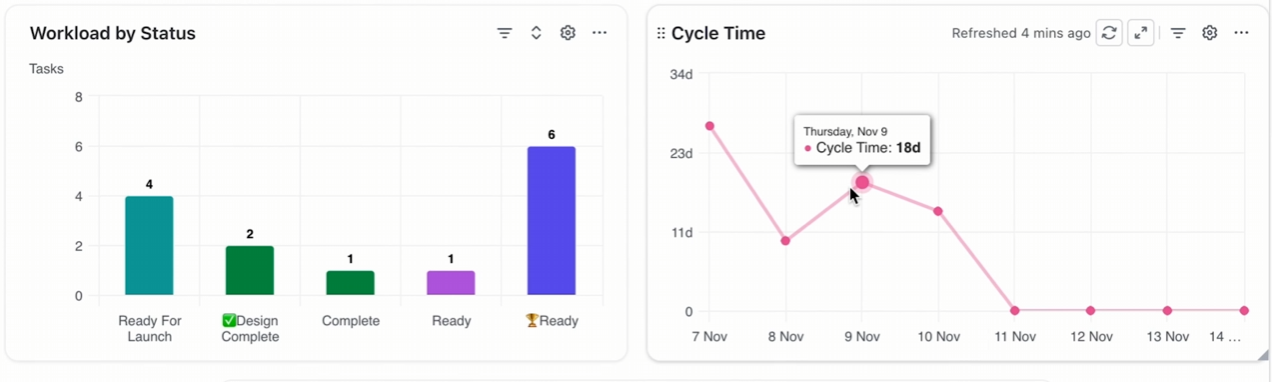 Workload by Status
Tasks
8
6
4
2
0
4
2
1
1
6
Ready For
Launch
✅Design
Complete
Complete
Ready
🏆Ready
Cycle Time
Refreshed 4 mins ago
34d
23d
11d
0
Thursday, Nov 9
Cycle Time: 18d
7 Nov
8 Nov
9 Nov
10 Nov
11 Nov
12 Nov
13 Nov
14 ...